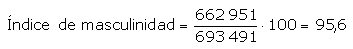 Índice de masculinidad = 662 951 / 693 491 · 100 = 95,6